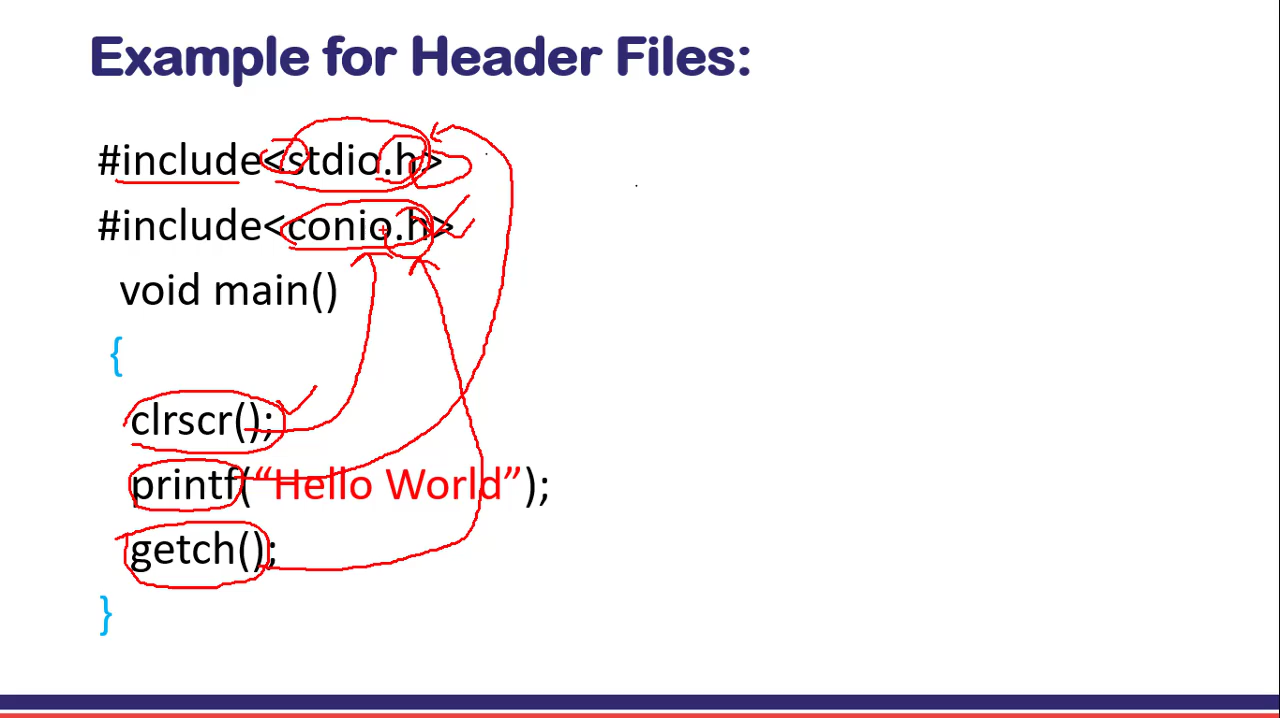 Example for Header Files:
#include<stdio.h>
#include<conio.h>
void main()
{
clrscr();
printf(“Hello World”);
getch();
}